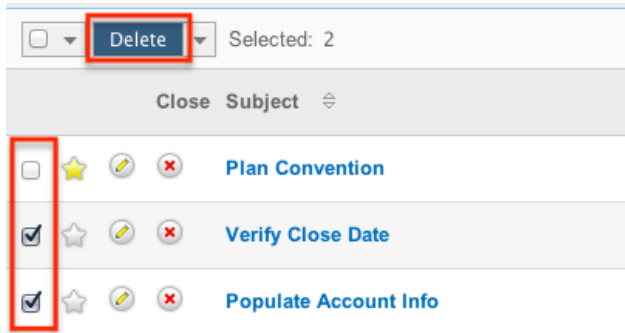 Delete Selected: 2
Close Subject
Plan Convention
Verify Close Date
Populate Account Info